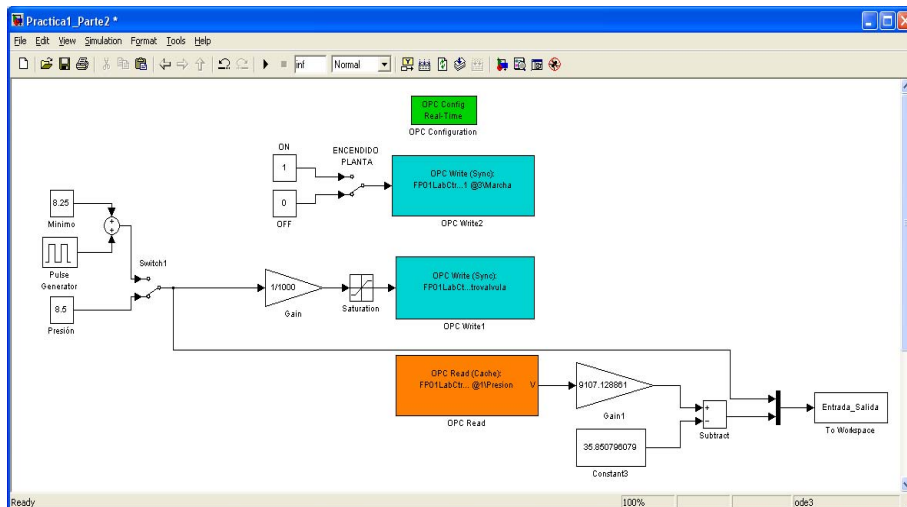 Practica1_Parte2 *
File Edit View Simulation Format Tools Help
inf
Normal
OPC Config
Real-Time
OPC Configuration
ON
1
ENCENDIDO
PLANTA
0
OFF
OPC Write (Sync):
FP01LabCtr...1 @3\Marcha
OPC Write2
8.25
Minimo
+
+
Pulse
Generator
8.5
Presión
Switch1
1/1000
Gain
Saturation
OPC Write (Sync):
FP01LabCt...trovalvula
OPC Write1
OPC Read (Cache):
FP01LabCtr... @1\Presion
V
OPC Read
9107.128861
Gain1
35.850796079
Constant3
+
−
Subtract
Entrada_Salida
To Workspace
Ready
100%
ode3